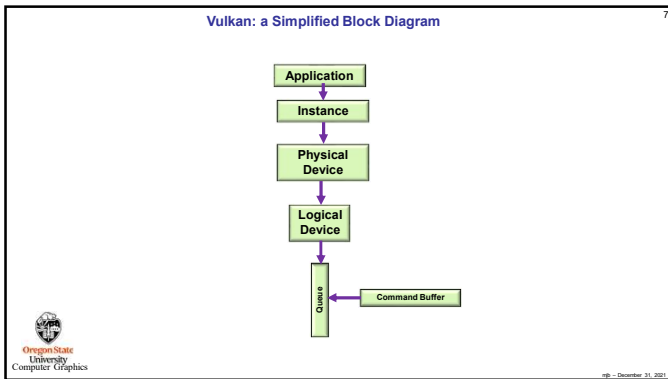 Vulkan: a Simplified Block Diagram
7
Application
Instance
Physical
Device
Logical
Device
Queue
Command Buffer
Oregon State
University
Computer Graphics
mjb – December 31, 2021